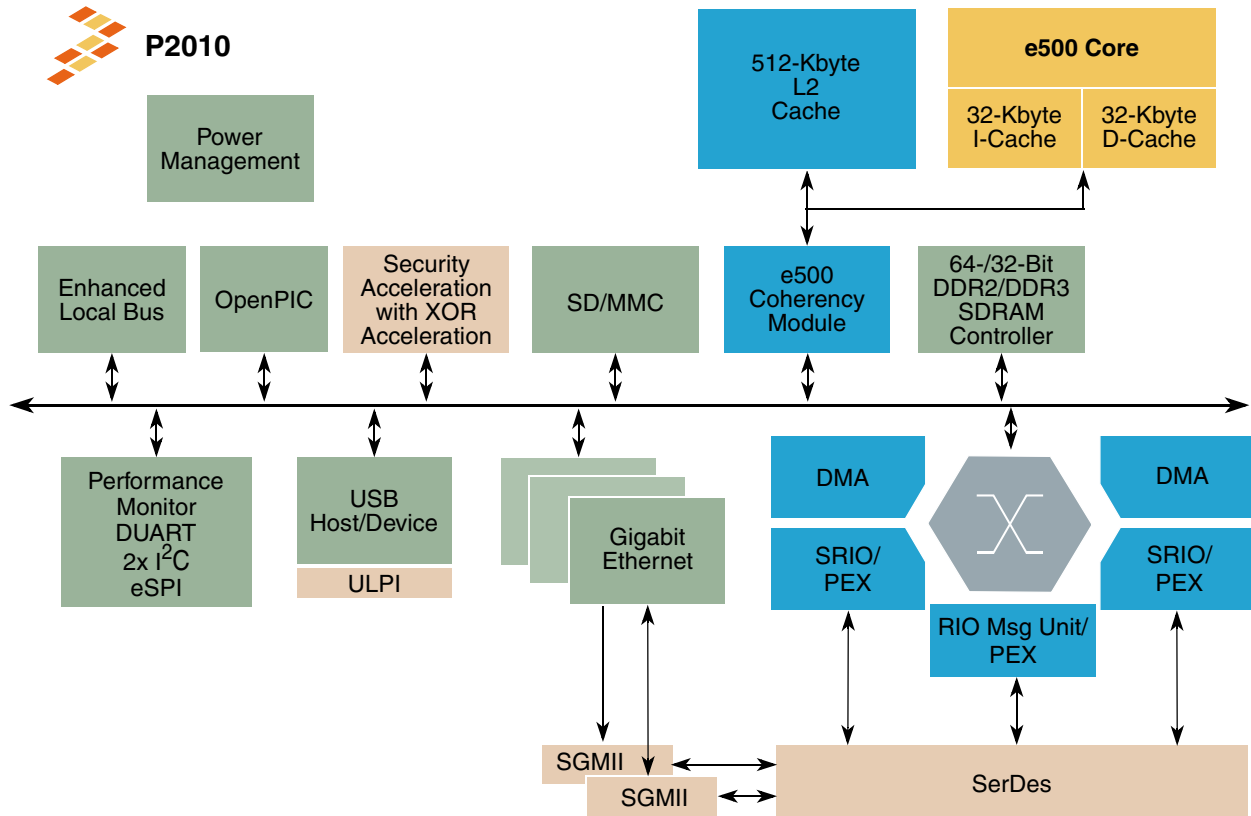 P2010
Power
Management
512-Kbyte
L2
Cache
e500 Core
32-Kbyte
I-Cache
32-Kbyte
D-Cache
Enhanced
Local Bus
OpenPIC
Security
Acceleration
with XOR
Acceleration
SD/MMC
e500
Coherency
Module
64-/32-Bit
DDR2/DDR3
SDRAM
Controller
Performance
Monitor
DUART
2x I²C
eSPI
USB
Host/Device
ULPI
Gigabit
Ethernet
DMA
SRIO/
PEX
DMA
SRIO/
PEX
RIO Msg Unit/
PEX
SGMII
SGMII
SerDes